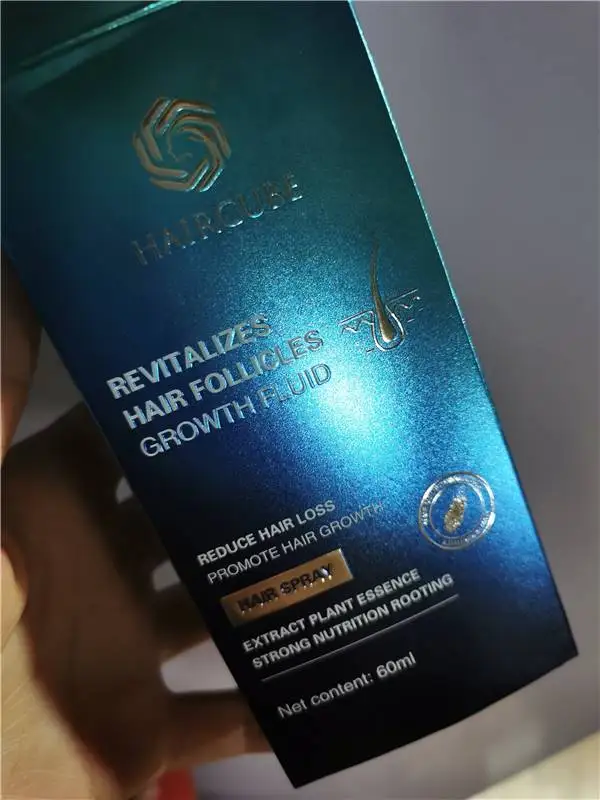 HAIRCUBE
REVITALIZES
HAIR FOLLICLES
GROWTH FLUID
REDUCE HAIR LOSS
PROMOTE HAIR GROWTH
HAIR SPRAY
EXTRACT PLANT ESSENCE
STRONG NUTRITION ROOTING
Net content: 60ml